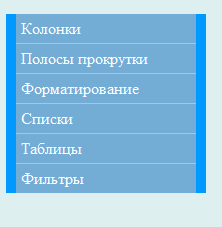 Колонки
Полосы прокрутки
Форматирование
Списки
Таблицы
Фильтры